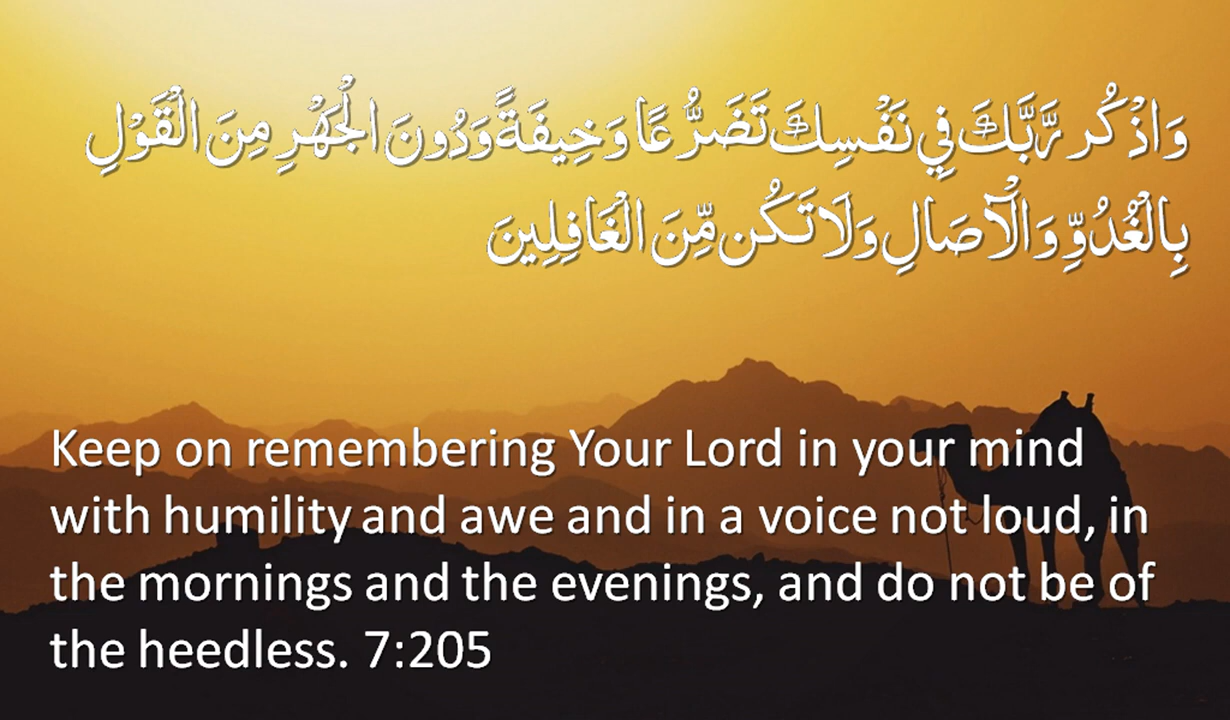 وَاذْكُر رَّبَّكَ فِي نَفْسِكَ تَضَرُّعًا وَخِيفَةً وَدُونَ الْجَهْرِ مِنَ الْقَوْلِ
بِالْغُدُوِّ وَالْآصَالِ وَلَا تَكُن مِّنَ الْغَافِلِينَ
Keep on remembering Your Lord in your mind
with humility and awe and in a voice not loud, in
the mornings and the evenings, and do not be of
the heedless. 7:205